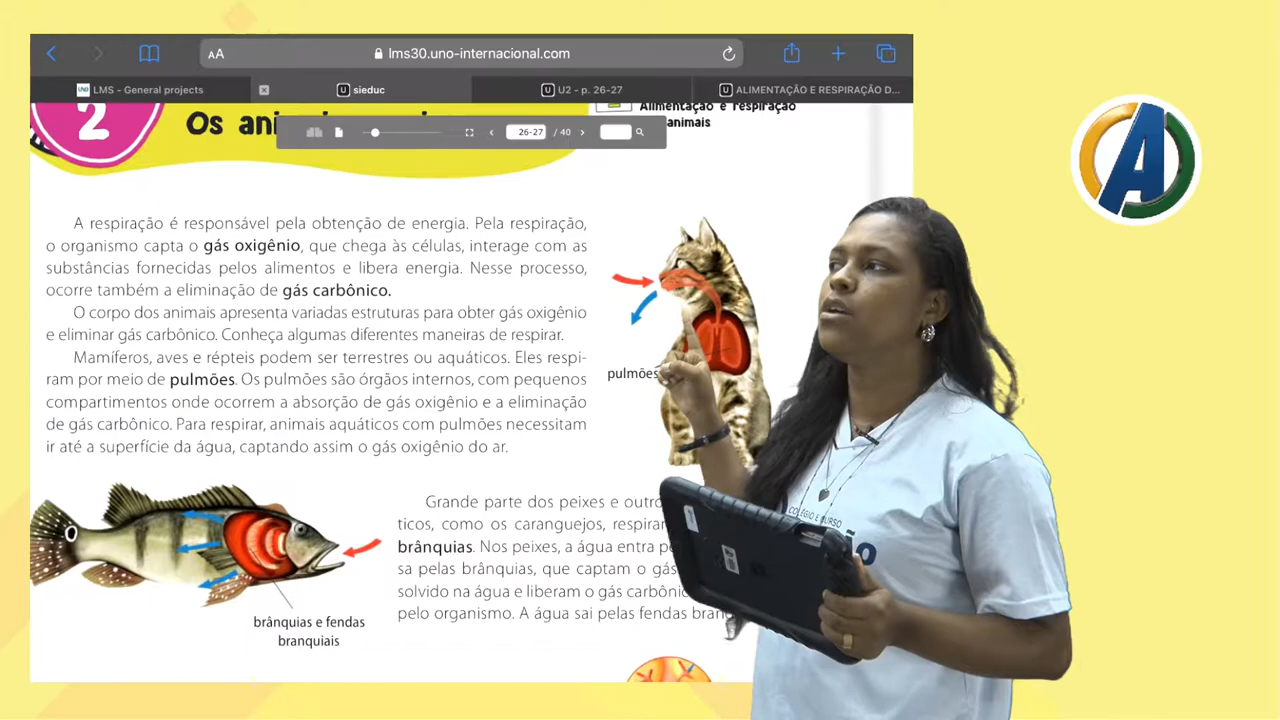 AA lms30.uno-internacional.com
LMS - General projects
sieduc
U2 - p. 26-27
ALIMENTAÇÃO E RESPIRAÇÃO D...
2
Os
26-27 / 40
Alimentação e respiração
animais
A respiração é responsável pela obtenção de energia. Pela respiração,
o organismo capta o gás oxigênio, que chega às células, interage com as
substâncias fornecidas pelos alimentos e libera energia. Nesse processo,
ocorre também a eliminação de gás carbônico.
O corpo dos animais apresenta variadas estruturas para obter gás oxigênio
e eliminar gás carbônico. Conheça algumas diferentes maneiras de respirar.
Mamíferos, aves e répteis podem ser terrestres ou aquáticos. Eles respi-
ram por meio de pulmões. Os pulmões são órgãos internos, com pequenos
compartimentos onde ocorrem a absorção de gás oxigênio e a eliminação
de gás carbônico. Para respirar, animais aquáticos com pulmões necessitam
ir até a superfície da água, captando assim o gás oxigênio do ar.
pulmões
Grande parte dos peixes e outro
ticos, como os caranguejos, respira
brânquias. Nos peixes, a água entra
sa pelas brânquias, que captam o gás
solvido na água e liberam o gás carbônic
pelo organismo. A água sai pelas fendas bran
brânquias e fendas
branquiais
A
COLÉGIO E CURSO